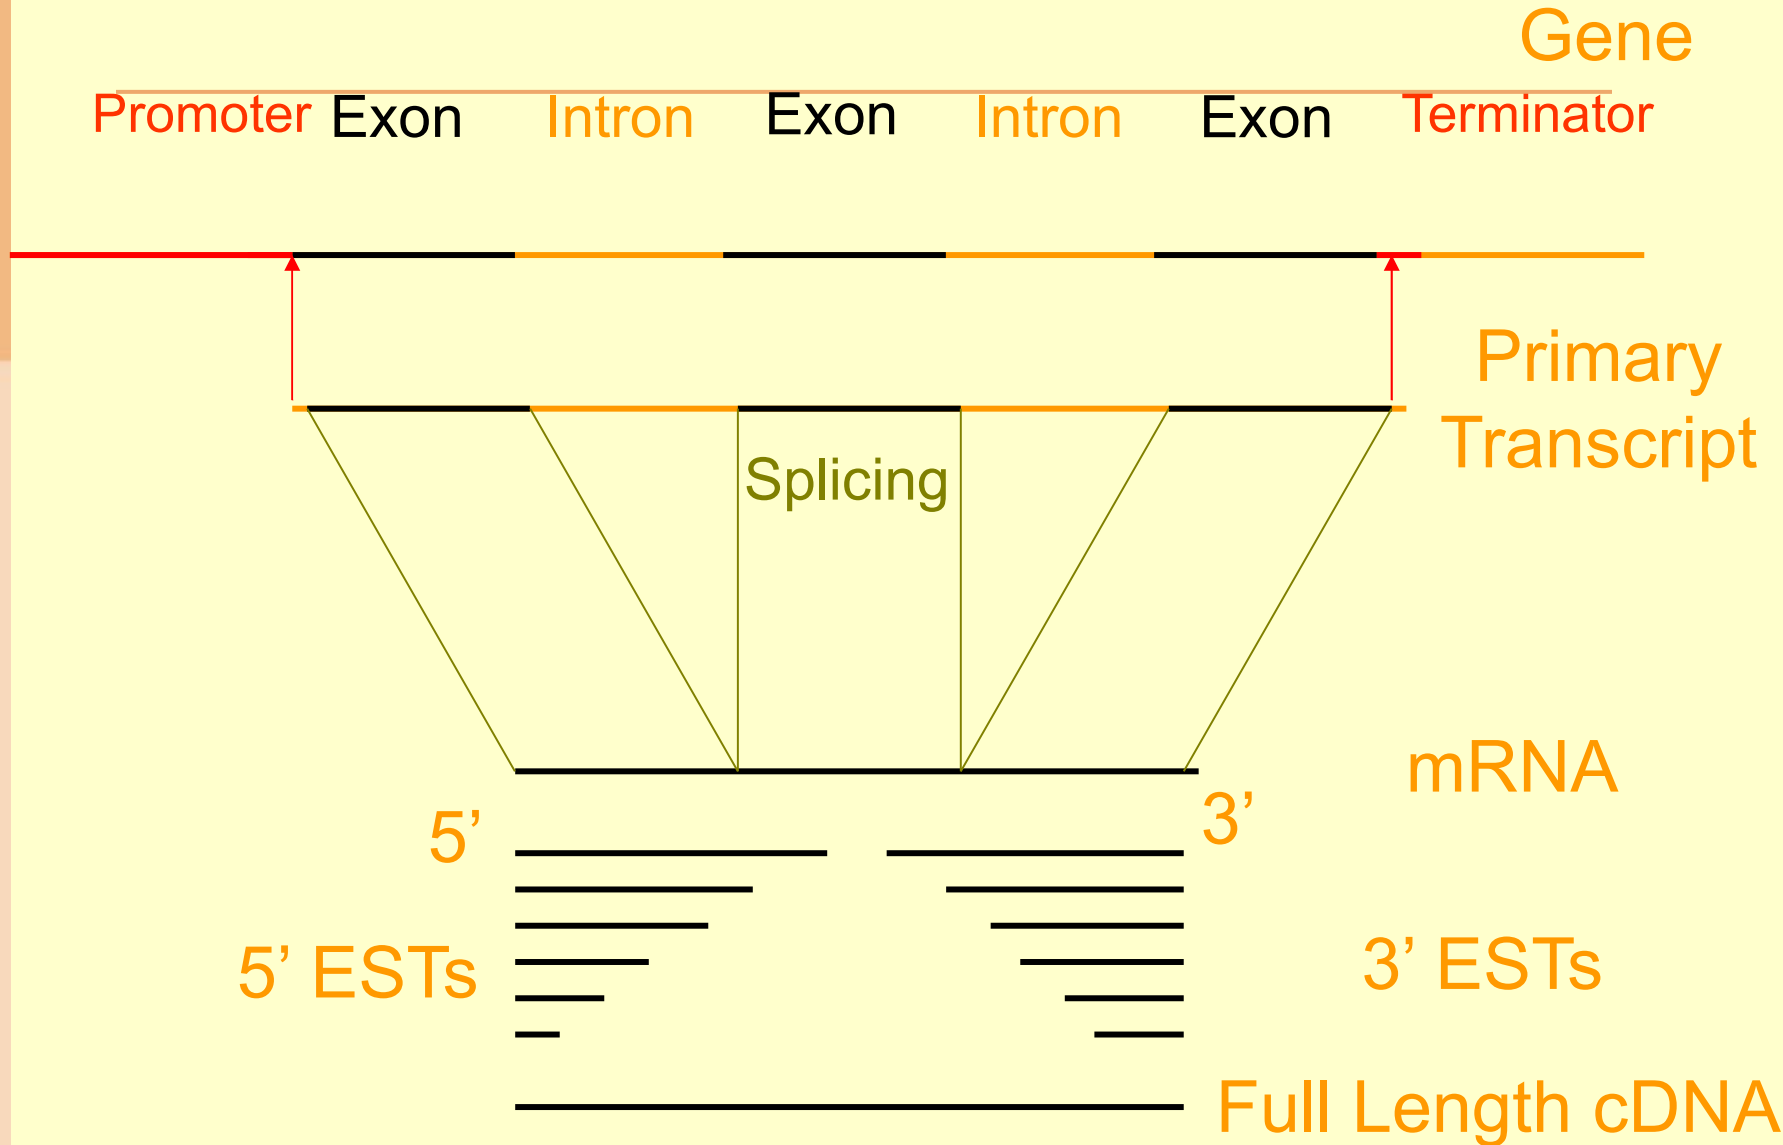 Gene
Promoter Exon Intron Exon Intron Exon Terminator
Primary
Transcript
Splicing
mRNA
5’ 3’
5’ ESTs 3’ ESTs
Full Length cDNA